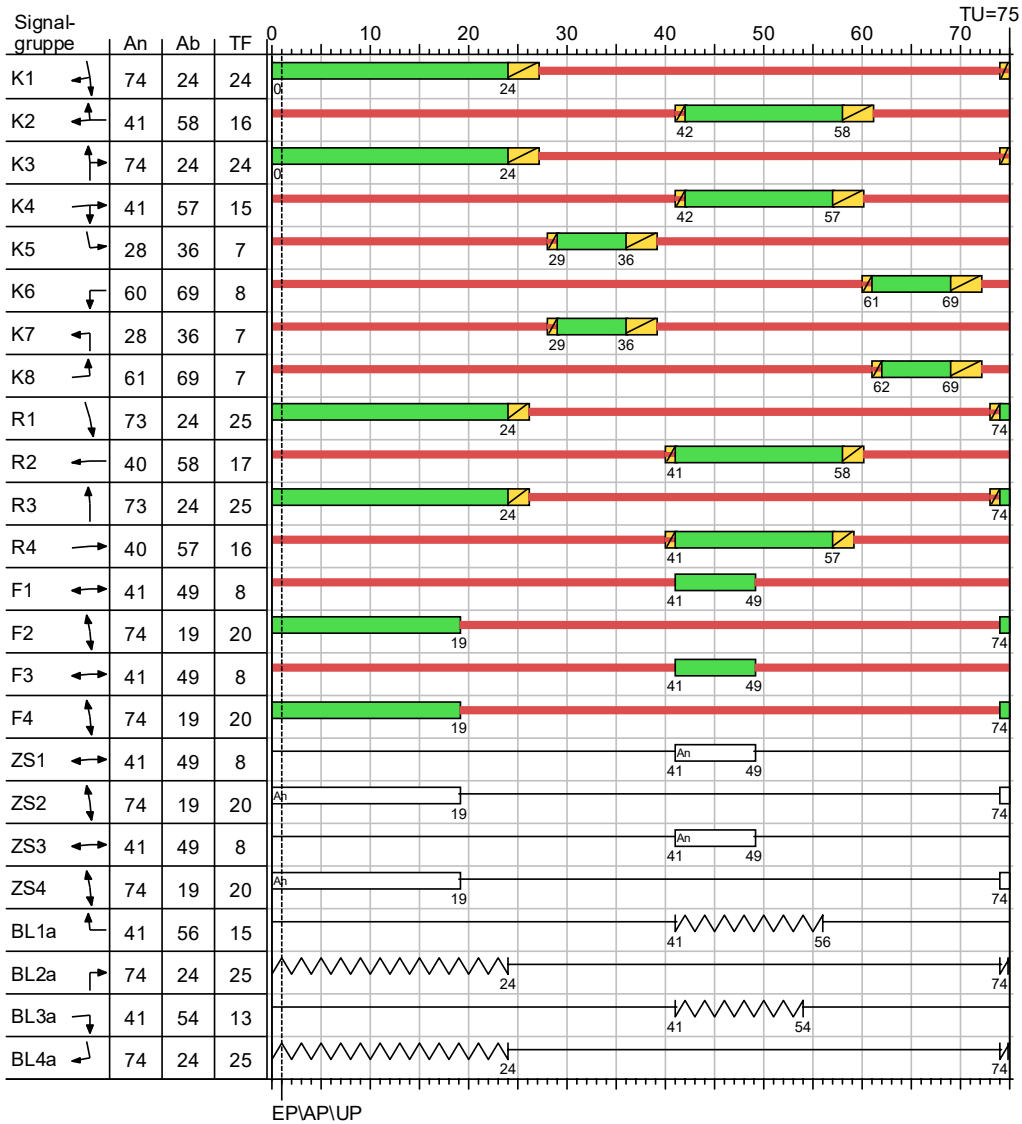 TU=75
Signal-
gruppe An Ab TF 0 10 20 30 40 50 60 70
K1 74 24 24
0 24
K2 41 58 16
42 58
K3 74 24 24
0 24
K4 41 57 15
42 57
K5 28 36 7
29 36
K6 60 69 8
61 69
K7 28 36 7
29 36
K8 61 69 7
62 69
R1 73 24 25
24 74
R2 40 58 17
41 58
R3 73 24 25
24 74
R4 40 57 16
41 57
F1 41 49 8
41 49
F2 74 19 20
19 74
F3 41 49 8
41 49
F4 74 19 20
19 74
ZS1 41 49 8 An
41 49
ZS2 74 19 20 An
19 74
ZS3 41 49 8 An
41 49
ZS4 74 19 20 An
19 74
BL1a 41 56 15
41 56
BL2a 74 24 25
24 74
BL3a 41 54 13
41 54
BL4a 74 24 25
24 74
EP\AP\UP